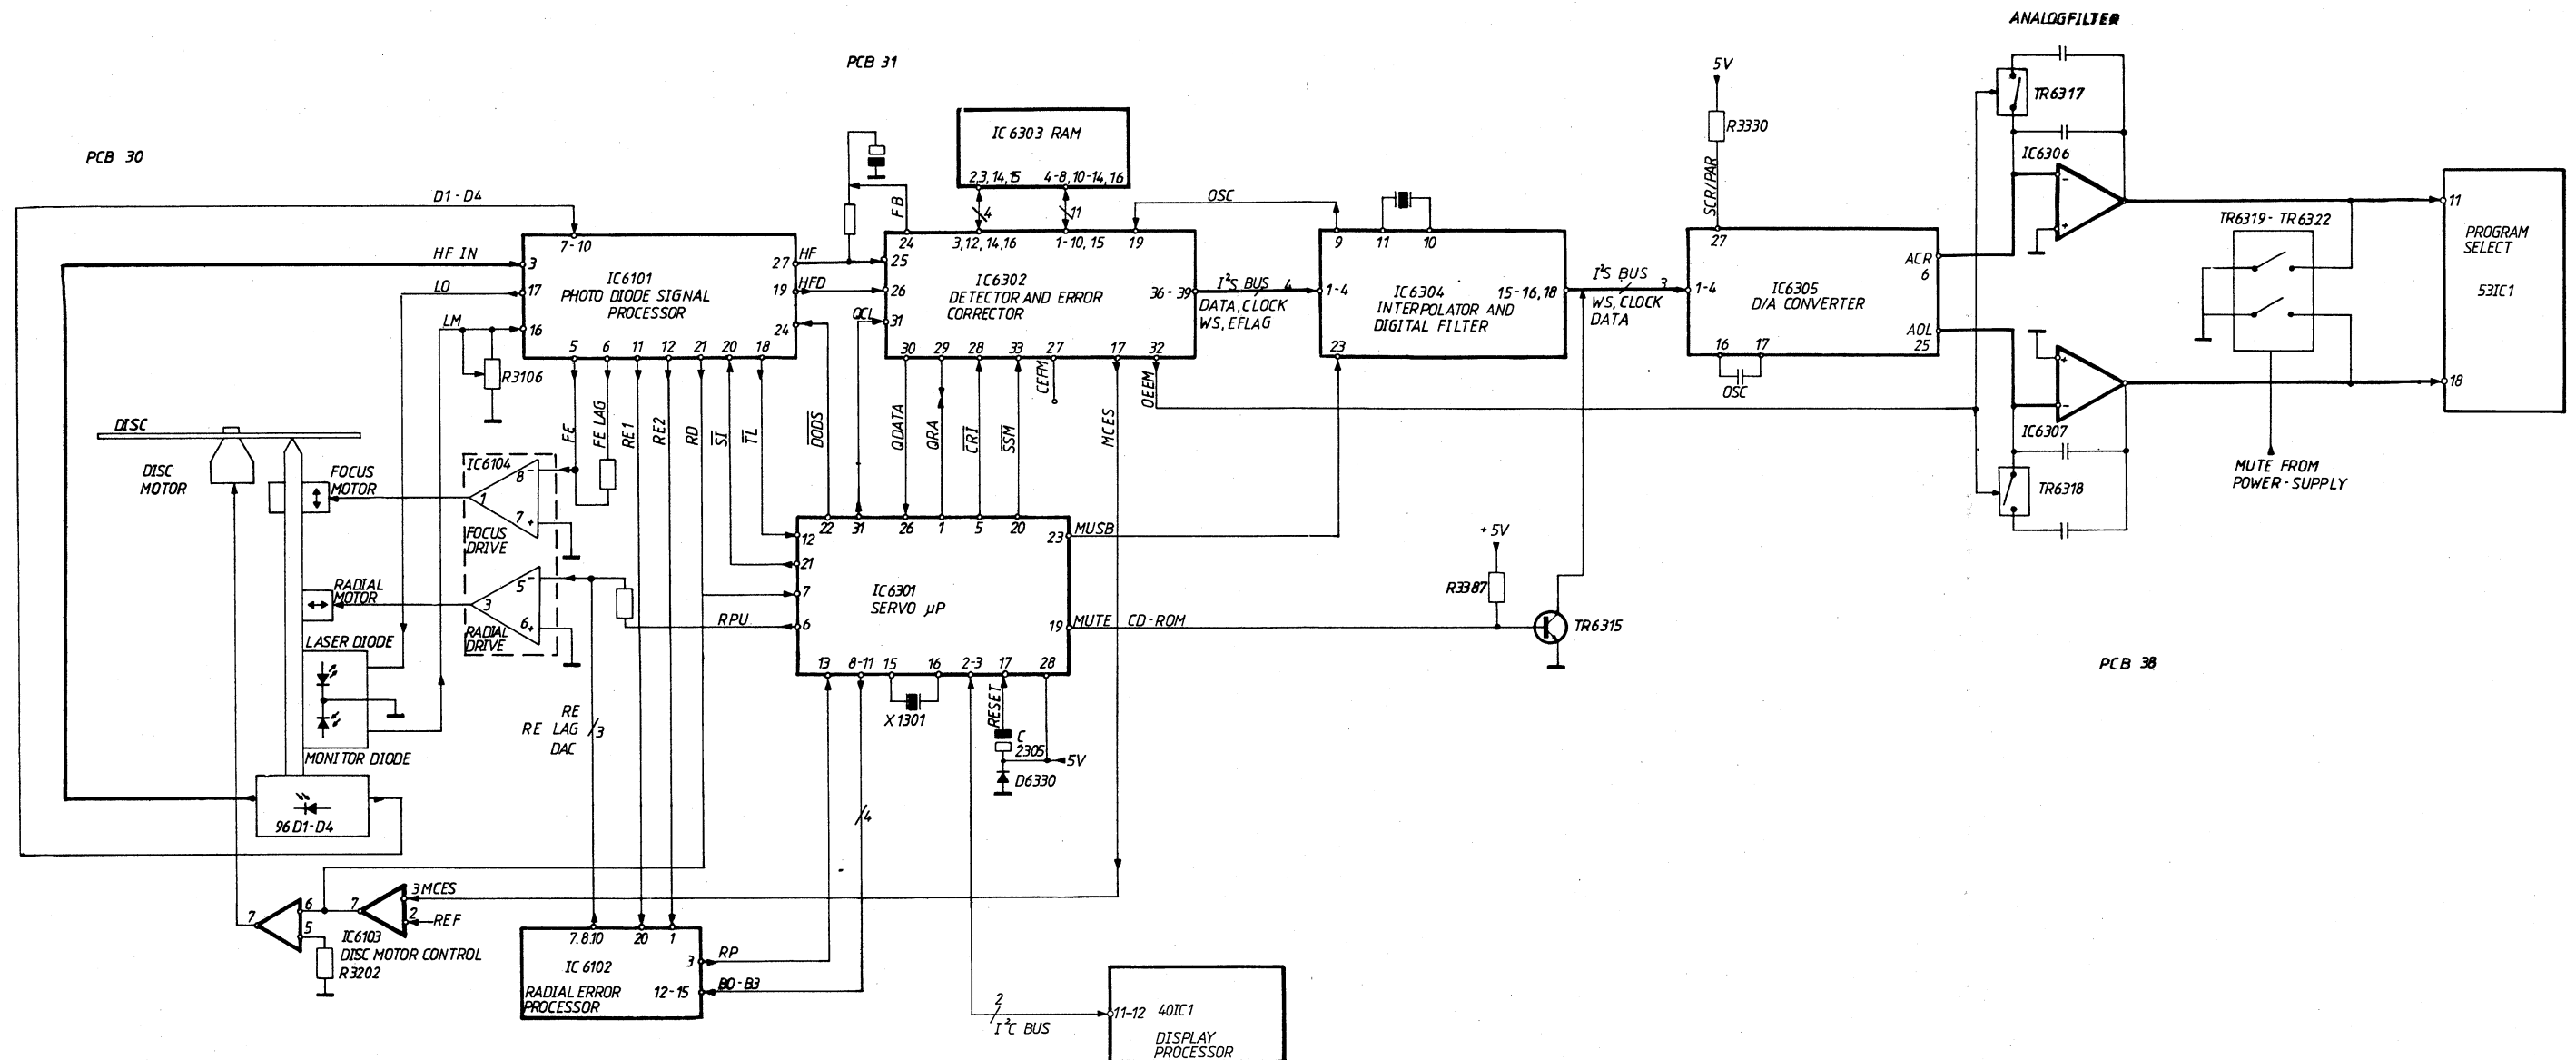 ANALOGFILTER
PCB 31
5V
TR6317
R3330
IC6303 RAM
PCB 30
2,3,14,15 4-8,10-14,16
IC6306
SCR/PAR
D1-D4
FB
4
11
OSC
11
7-10
24
3,12,14,16
1-10,15
19
9
11
10
27
TR6319-TR6322
PROGRAM
SELECT
53IC1
HF IN
3
27
HF
25
ACR
6
IC6101
PHOTO DIODE SIGNAL
PROCESSOR
IC6302
DETECTOR AND ERROR
CORRECTOR
LO
17
19
HFD
26
36-39
I²S BUS 4
DATA,CLOCK
WS,EFLAG
1-4
IC6304
INTERPOLATOR AND
DIGITAL FILTER
15-16,18
I²S BUS 3
WS,CLOCK
DATA
1-4
IC6305
D/A CONVERTER
LM
16
24
QCL
31
AOL
25
5
6
11
12
21
20
18
30
29
28
33
27
17
32
23
16
17
OSC
R3106
18
FE
FE LAG
RE1
RE2
RD
SI
TL
DODS
QDATA
QRA
CRI
SSM
CEFM
MCES
OEEM
DISC
IC6307
DISC
MOTOR
FOCUS
MOTOR
IC6104
8 -
1
7 +
FOCUS
DRIVE
MUTE FROM
POWER-SUPPLY
TR6318
22
31
26
1
5
20
12
23
MUSB
+5V
21
RADIAL
MOTOR
5 -
3
6 +
RADIAL
DRIVE
7
IC6301
SERVO µP
R3387
RPU
6
19
MUTE CD-ROM
TR6315
LASER DIODE
13
8-11
15
16
2-3
17
28
PCB 38
RE
RE LAG
DAC
3
X1301
RESET
C
2305
5V
MONITOR DIODE
D6330
96D1-D4
4
3
MCES
7
6
7
2
REF
5
IC6103
DISC MOTOR CONTROL
R3202
7.8.10
20
1
3
RP
IC 6102
RADIAL ERROR
PROCESSOR
12-15
B0-B3
2
I²C BUS
11-12
40IC1
DISPLAY
PROCESSOR